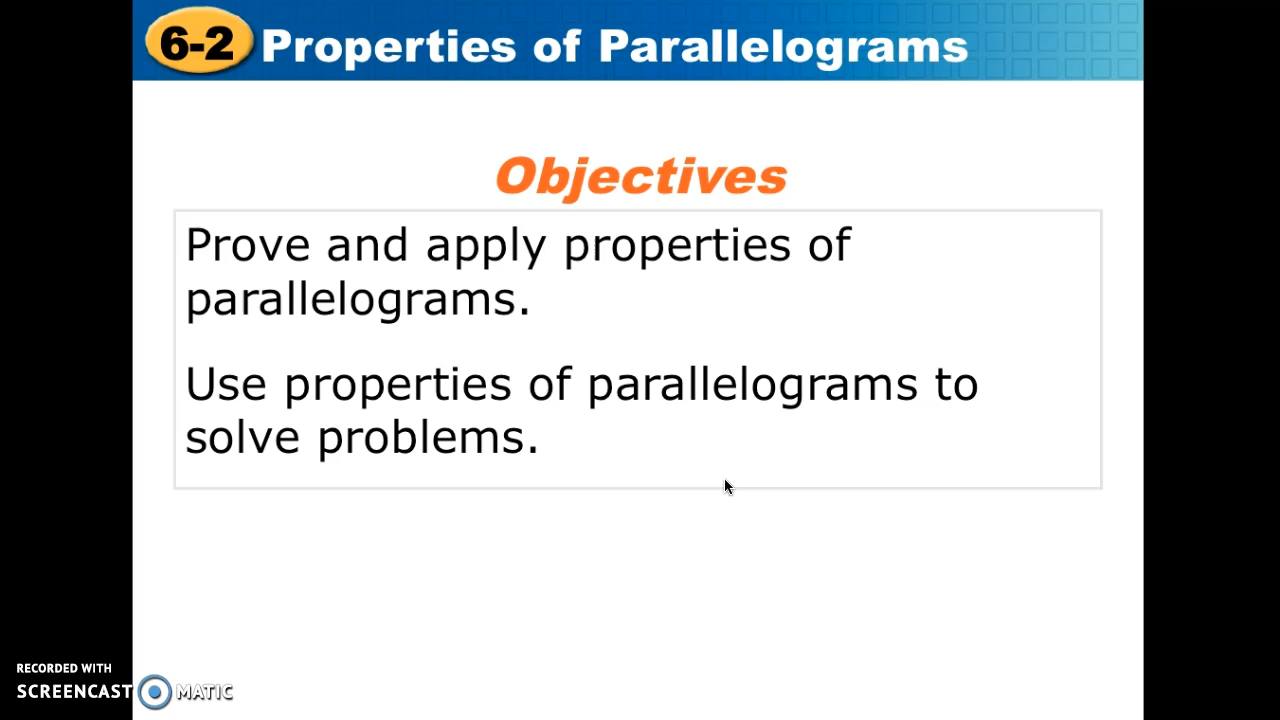 6-2 Properties of Parallelograms
Objectives
Prove and apply properties of
parallelograms.
Use properties of parallelograms to
solve problems.
RECORDED WITH
SCREENCAST MATIC